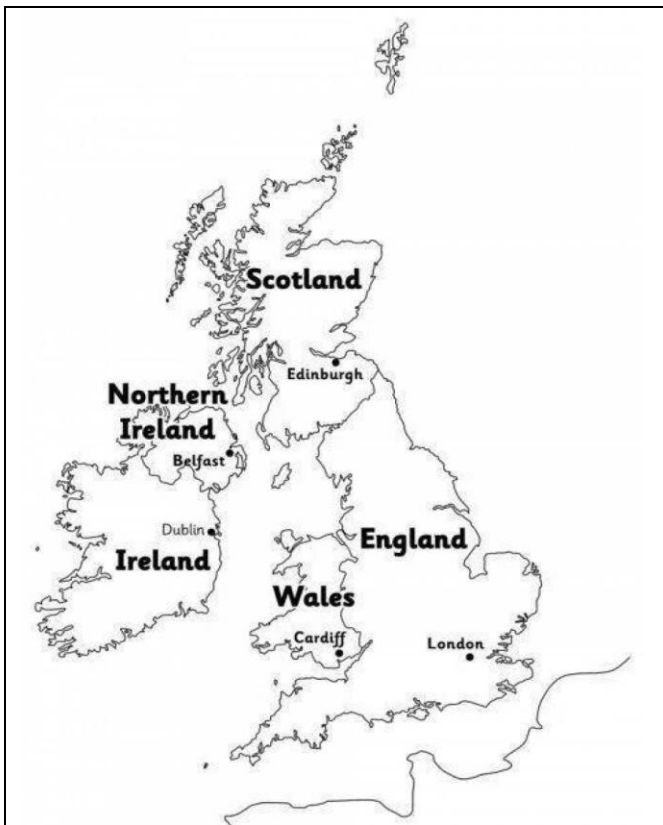 Scotland
Edinburgh
Northern
Ireland
Belfast
Dublin
Ireland
England
Wales
Cardiff
London